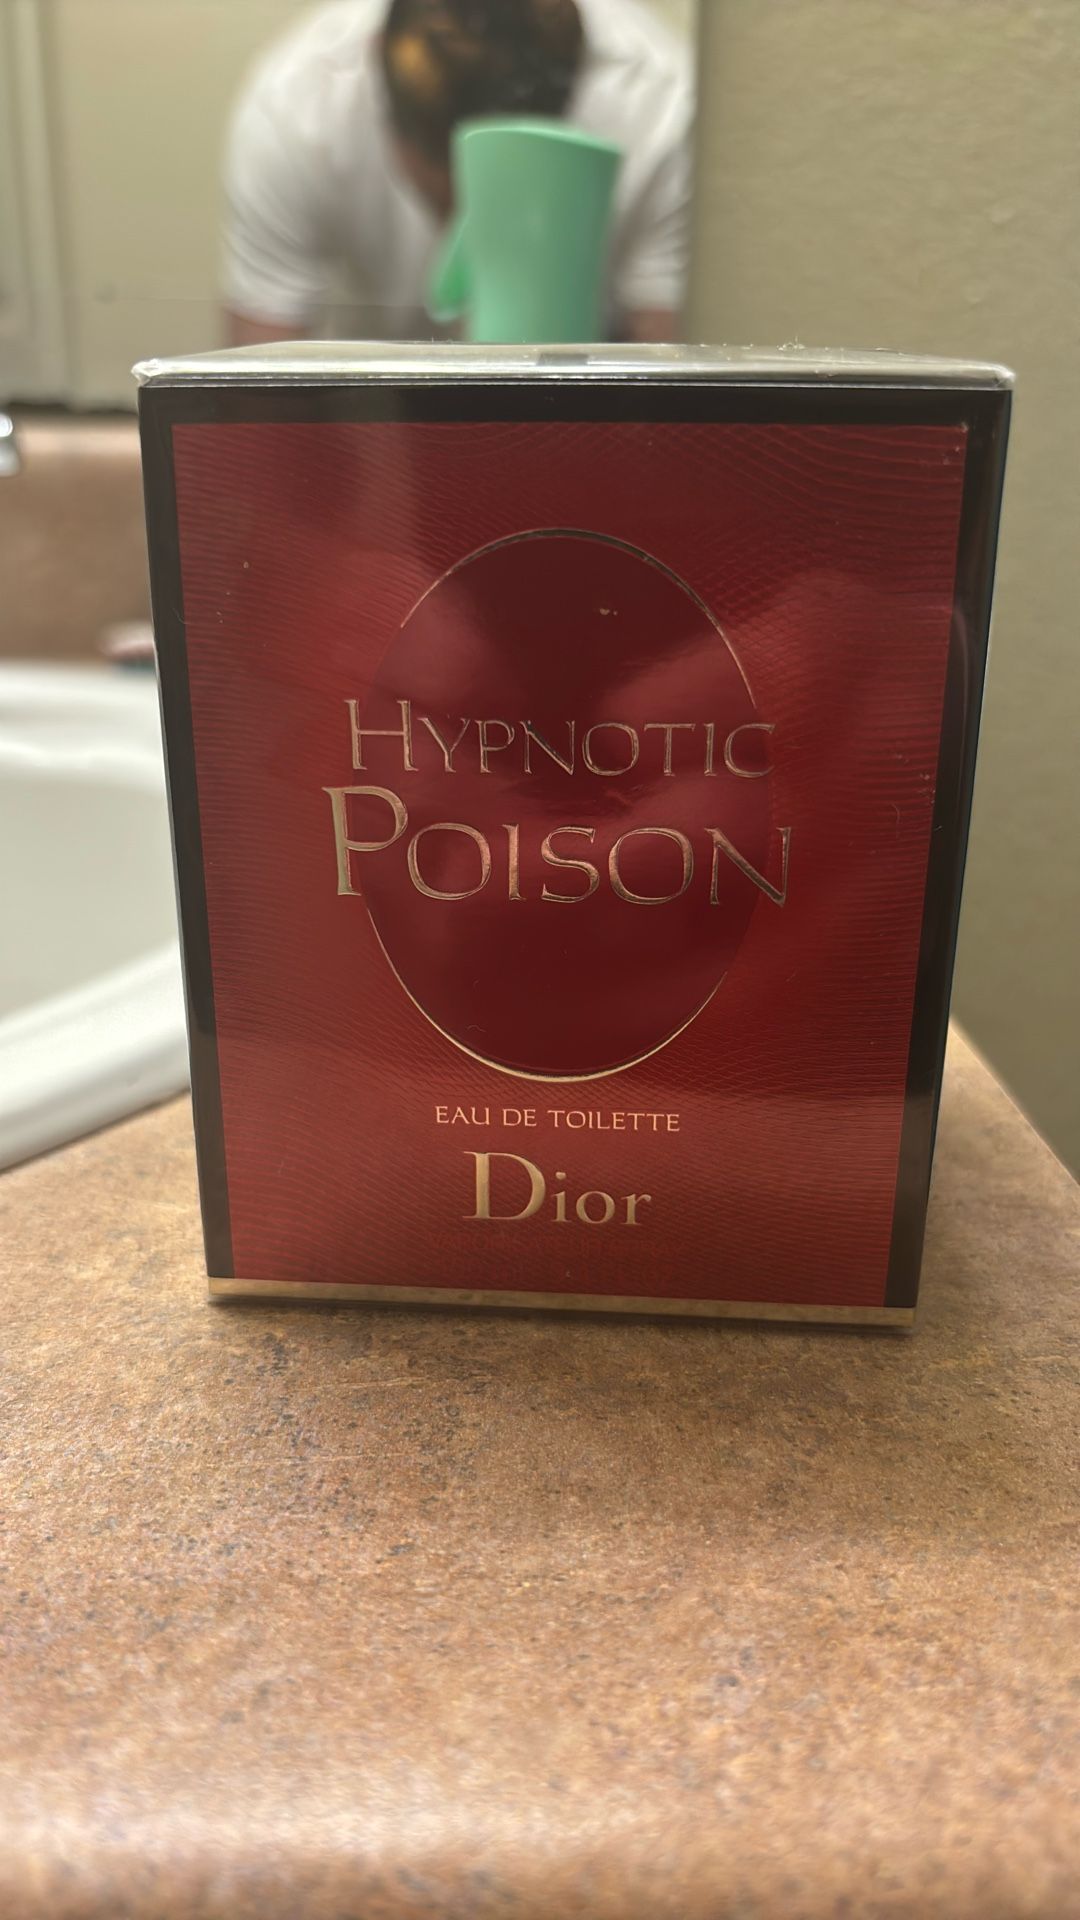 HYPNOTIC
POISON
EAU DE TOILETTE
Dior